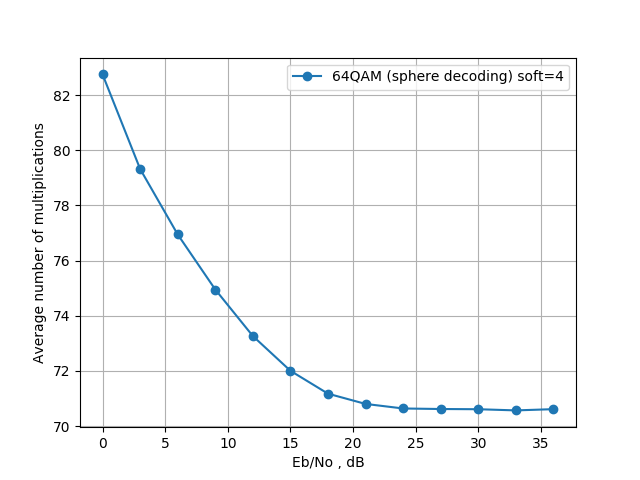 64QAM (sphere decoding) soft=4
82
80
78
76
74
72
70
Average number of multiplications
0 5 10 15 20 25 30 35
Eb/No , dB